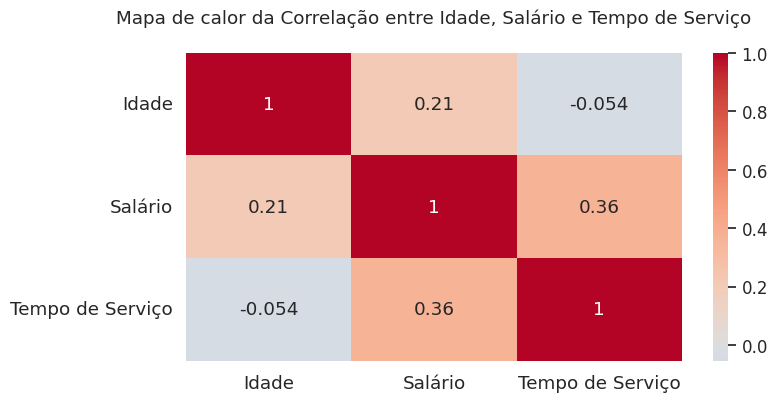 Mapa de calor da Correlação entre Idade, Salário e Tempo de Serviço
Idade 1 0.21 -0.054
Salário 0.21 1 0.36
Tempo de Serviço -0.054 0.36 1
Idade Salário Tempo de Serviço
1.0
0.8
0.6
0.4
0.2
0.0